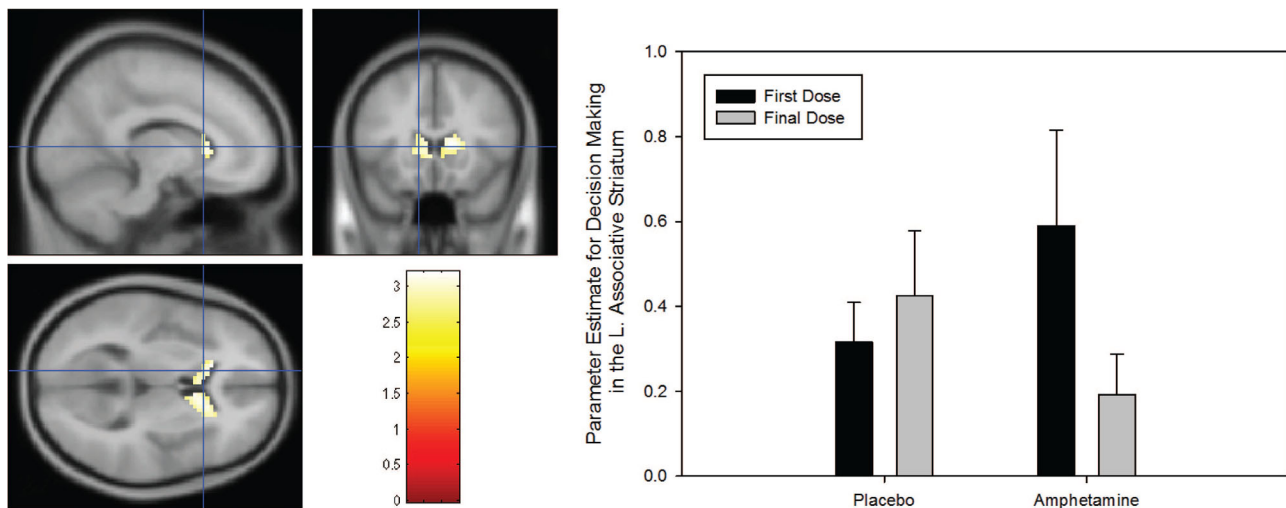 3
2.5
2
1.5
1
0.5
0
Parameter Estimate for Decision Making
in the L. Associative Striatum
1.0
0.8
0.6
0.4
0.2
0.0
First Dose
Final Dose
Placebo
Amphetamine